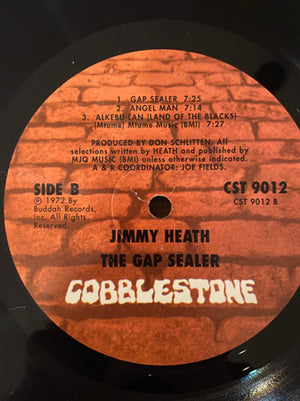 1. GAP SEALER 7:25
2. ANGEL MAN 7:14
3. ALKEBU-LAN (LAND OF THE BLACKS)
(Mtume) Mtume Music (BMI) 7:27
PRODUCED BY DON SCHLITTEN: All
selections written by HEATH and published by
MJQ MUSIC (BMI) unless otherwise indicated.
A & R COORDINATOR: JOE FIELDS.
SIDE B
℗ 1972 By
Buddah Records,
Inc. All Rights
Reserved.
CST 9012
CST 9012 B
JIMMY HEATH
THE GAP SEALER
COBBLESTONE